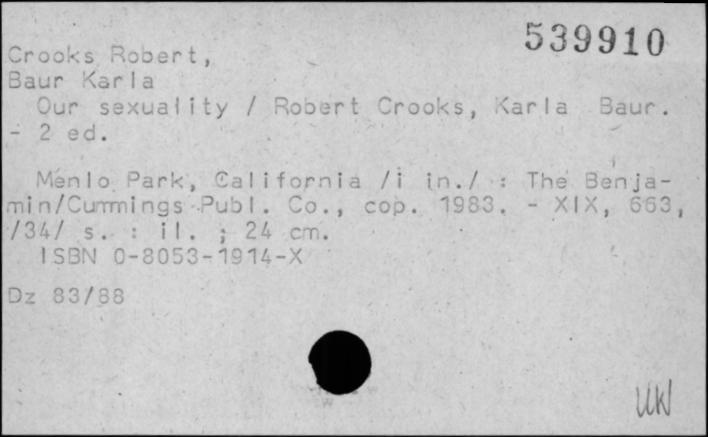 539910
Crooks Robert,
Baur Karla
Our sexuality / Robert Crooks, Karla Baur.
- 2 ed.
Menlo Park, California /i in./ : The Benja-
min/Cummings Publ. Co., cop. 1983. - XIX, 663,
/34/ s. : il. ; 24 cm.
ISBN 0-8053-1914-X
Dz 83/88
UW